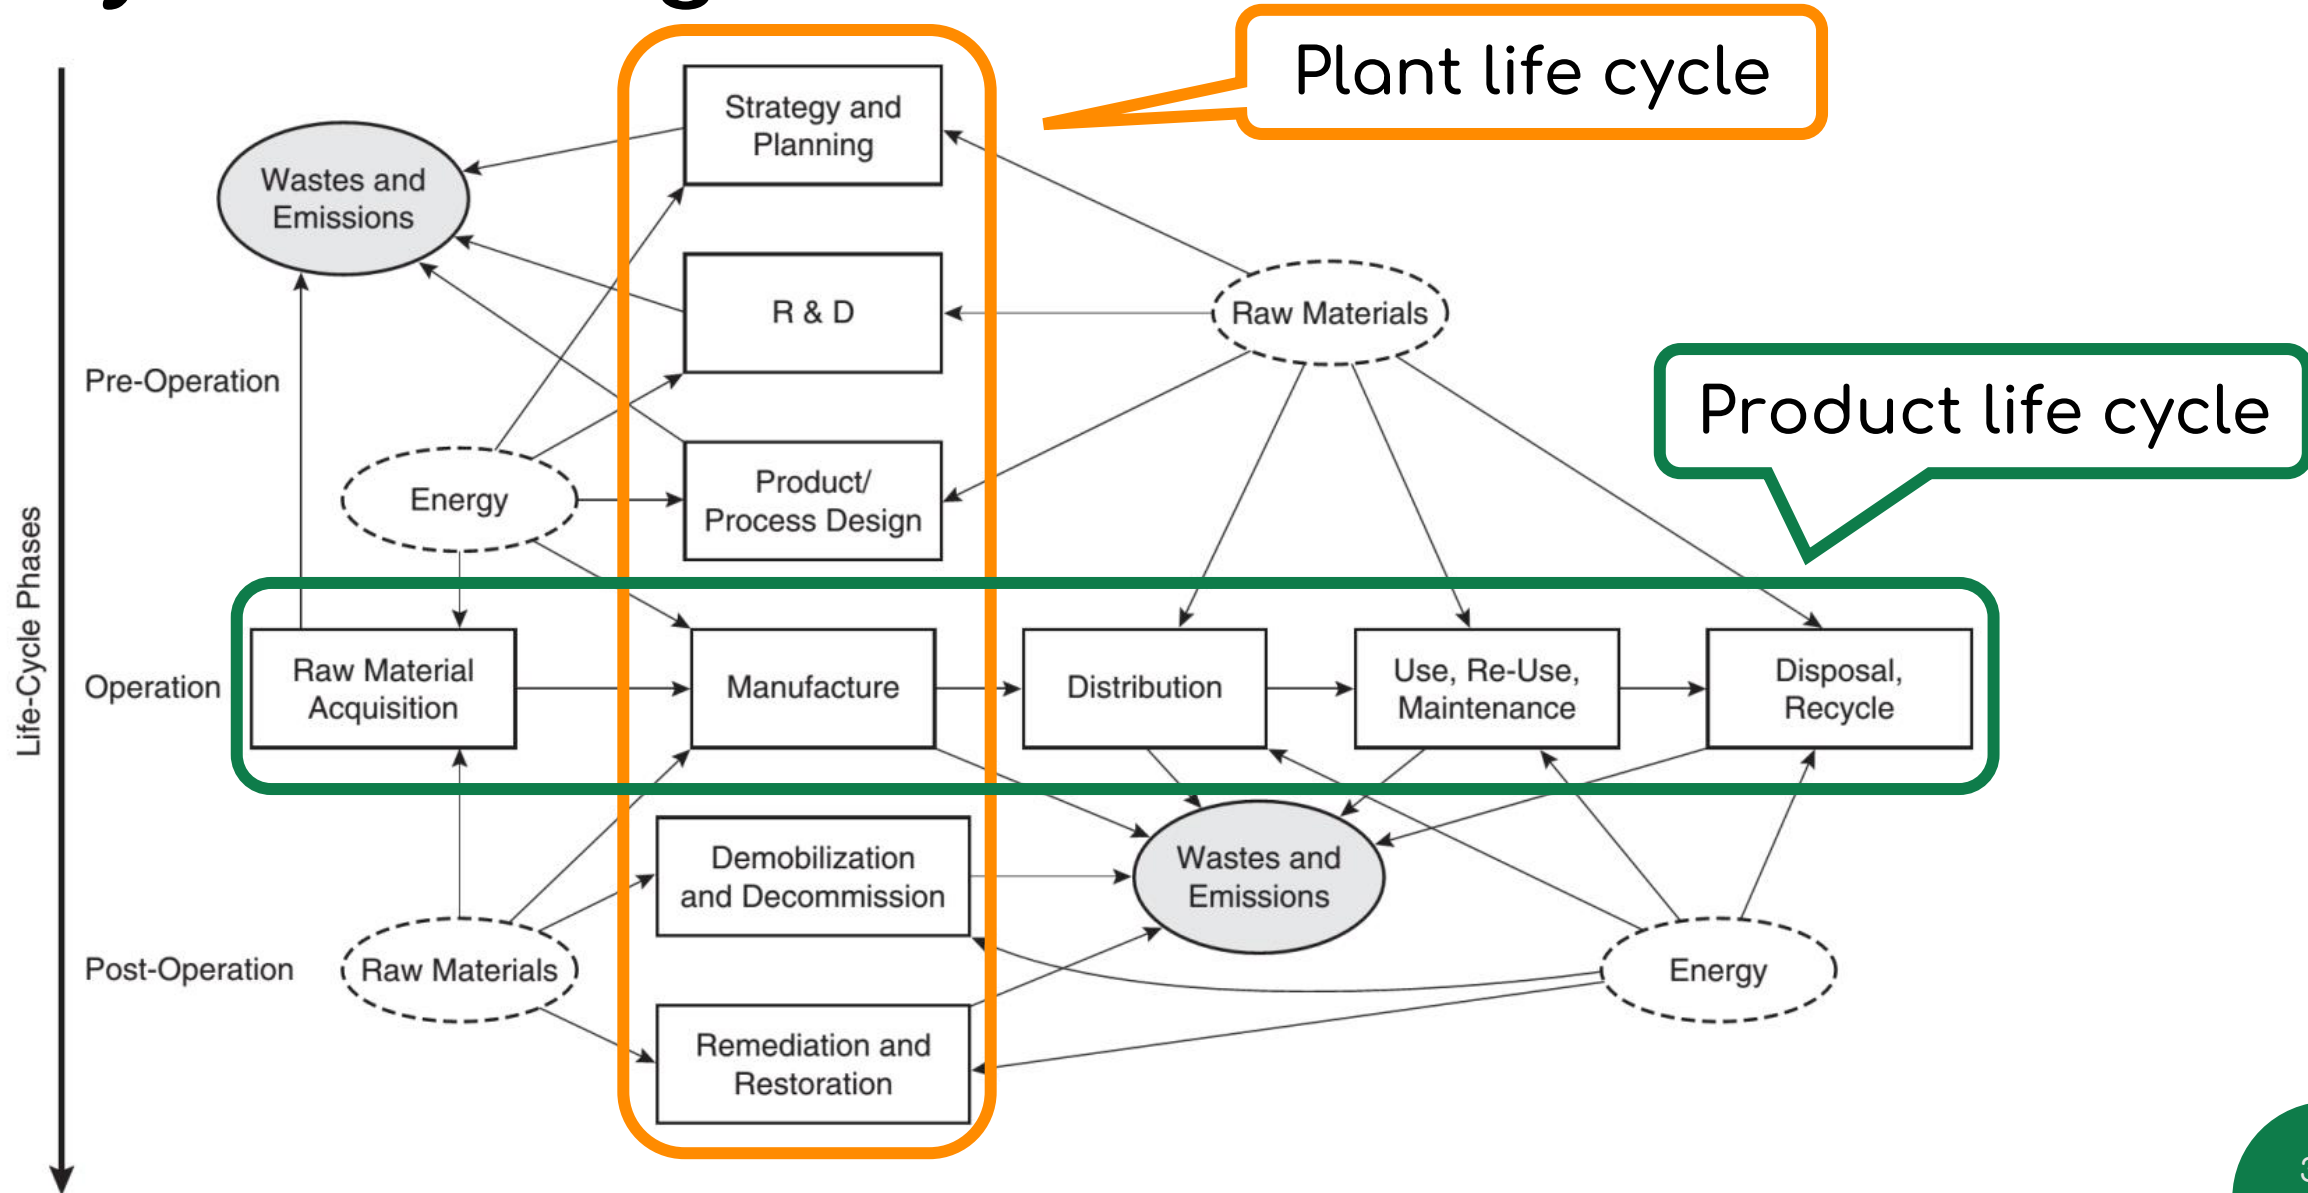 Plant life cycle
Strategy and
Planning
Wastes and
Emissions
R & D
Raw Materials
Pre-Operation
Product life cycle
Energy
Product/
Process Design
Life-Cycle Phases
Operation
Raw Material
Acquisition
Manufacture
Distribution
Use, Re-Use,
Maintenance
Disposal,
Recycle
Demobilization
and Decommission
Wastes and
Emissions
Post-Operation
Raw Materials
Energy
Remediation and
Restoration